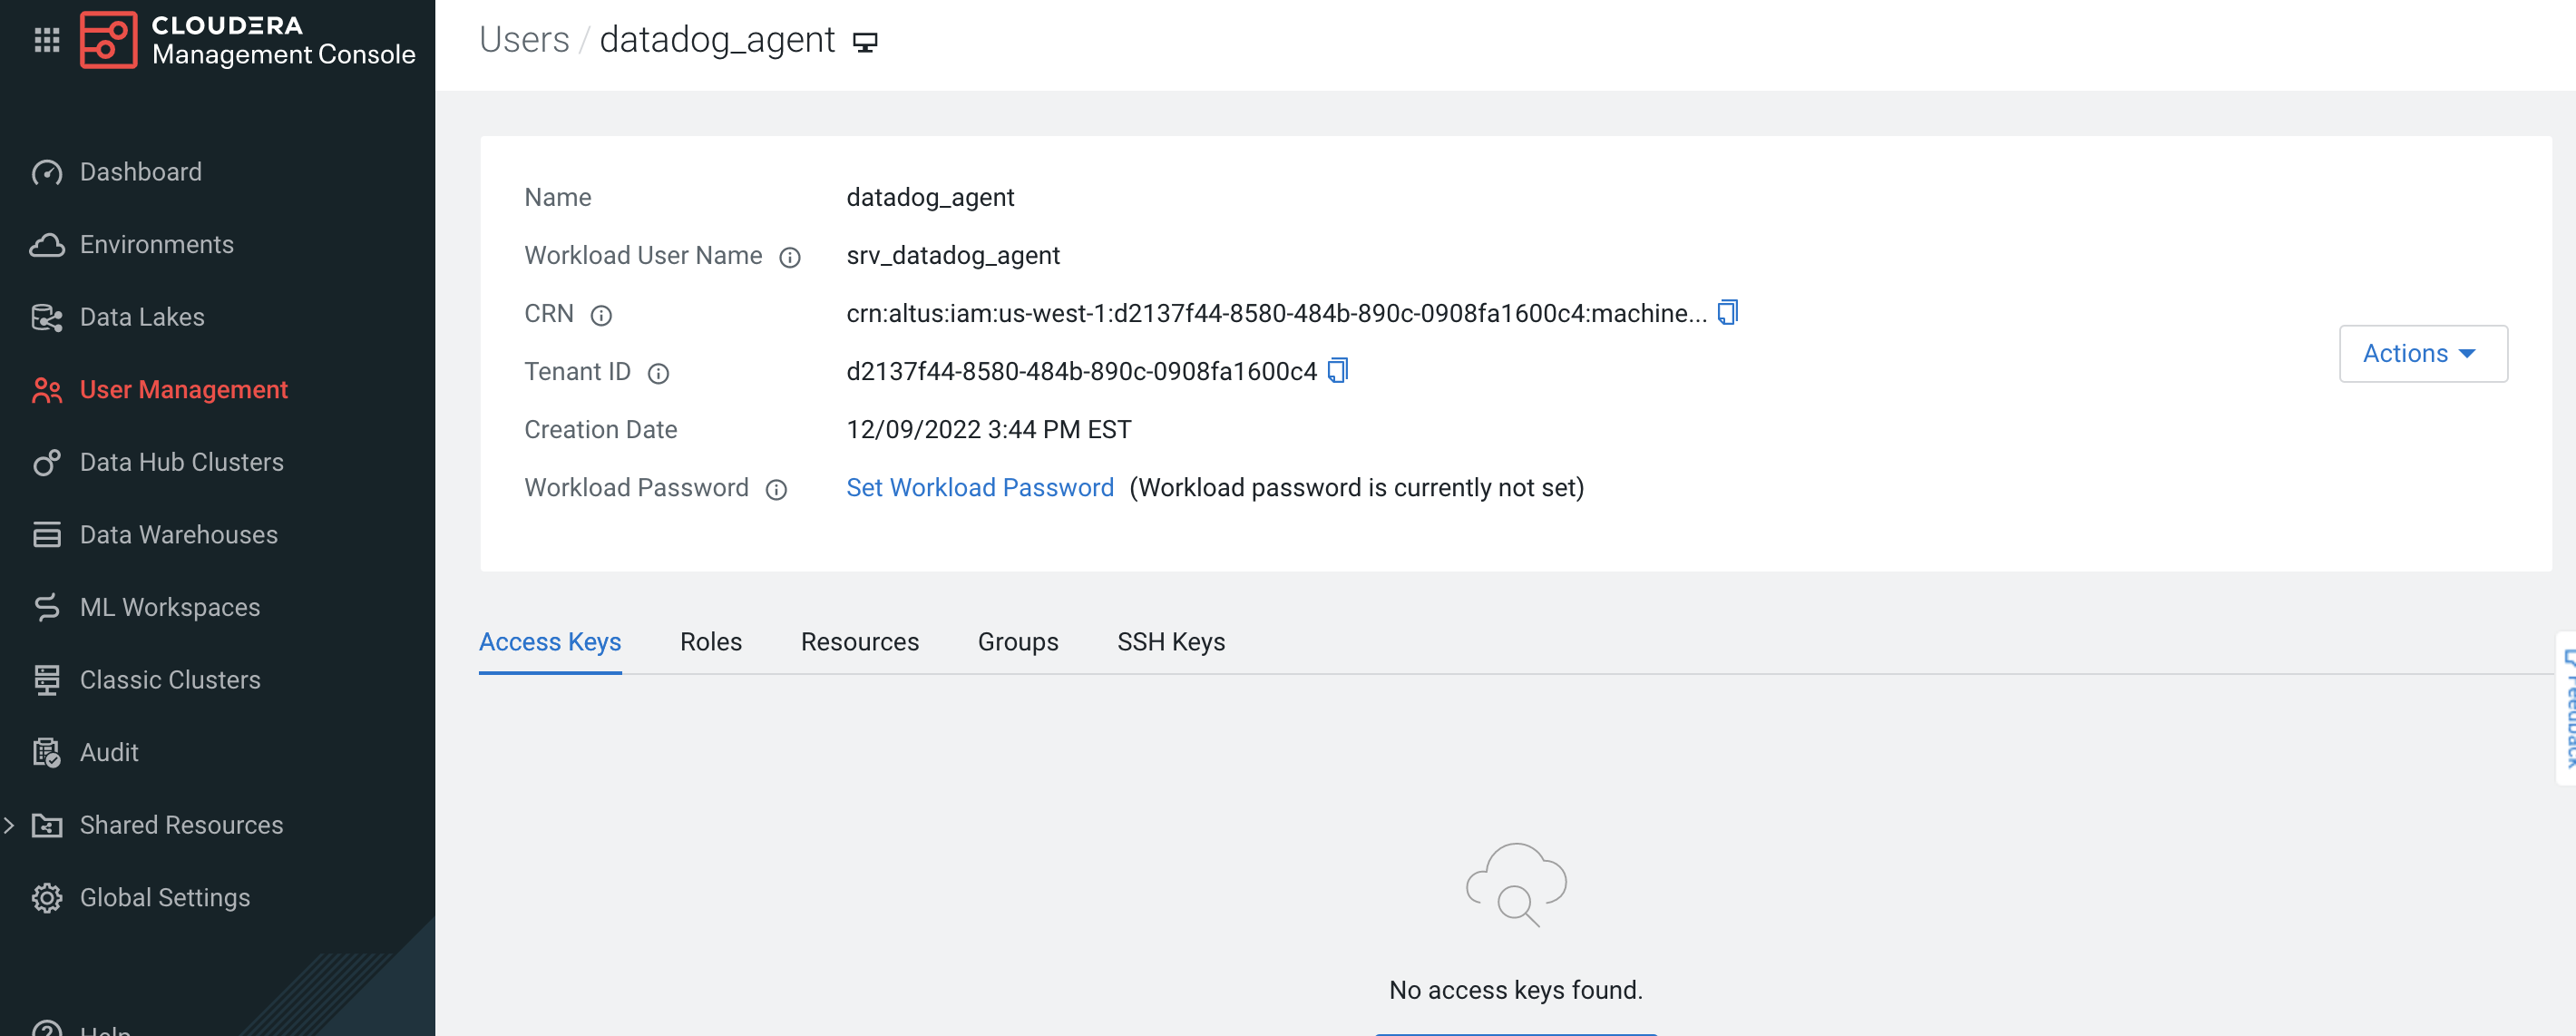 CLOUDERA
Management Console
Dashboard
Environments
Data Lakes
User Management
Data Hub Clusters
Data Warehouses
ML Workspaces
Classic Clusters
Audit
Shared Resources
Global Settings
Help
Users / datadog_agent
Name datadog_agent
Workload User Name srv_datadog_agent
CRN crn:altus:iam:us-west-1:d2137f44-8580-484b-890c-0908fa1600c4:machine...
Tenant ID d2137f44-8580-484b-890c-0908fa1600c4
Creation Date 12/09/2022 3:44 PM EST
Workload Password Set Workload Password (Workload password is currently not set)
Actions
Access Keys Roles Resources Groups SSH Keys
No access keys found.
Feedback